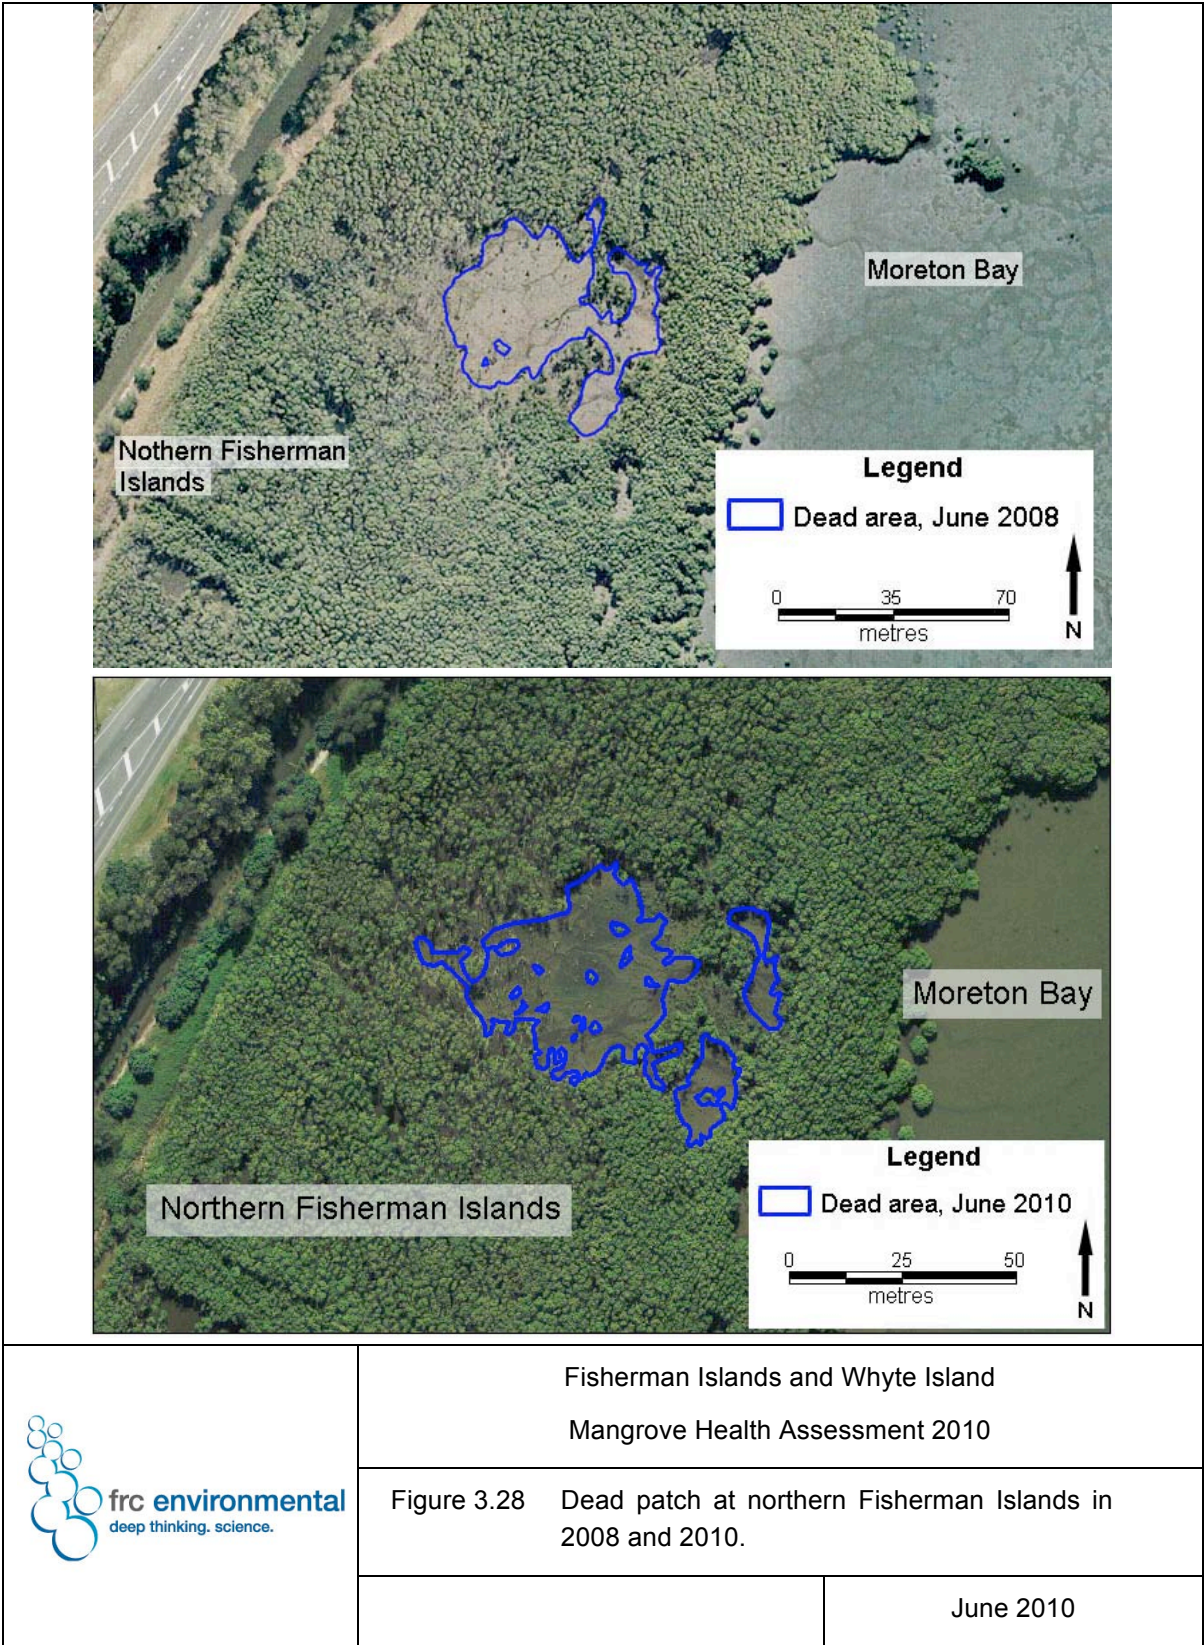 Moreton Bay
Nothern Fisherman
Islands
Legend
Dead area, June 2008
0 35 70
metres
N
Moreton Bay
Northern Fisherman Islands
Legend
Dead area, June 2010
0 25 50
metres
N
frc environmental
deep thinking. science.
Fisherman Islands and Whyte Island
Mangrove Health Assessment 2010
Figure 3.28 Dead patch at northern Fisherman Islands in
2008 and 2010.
June 2010